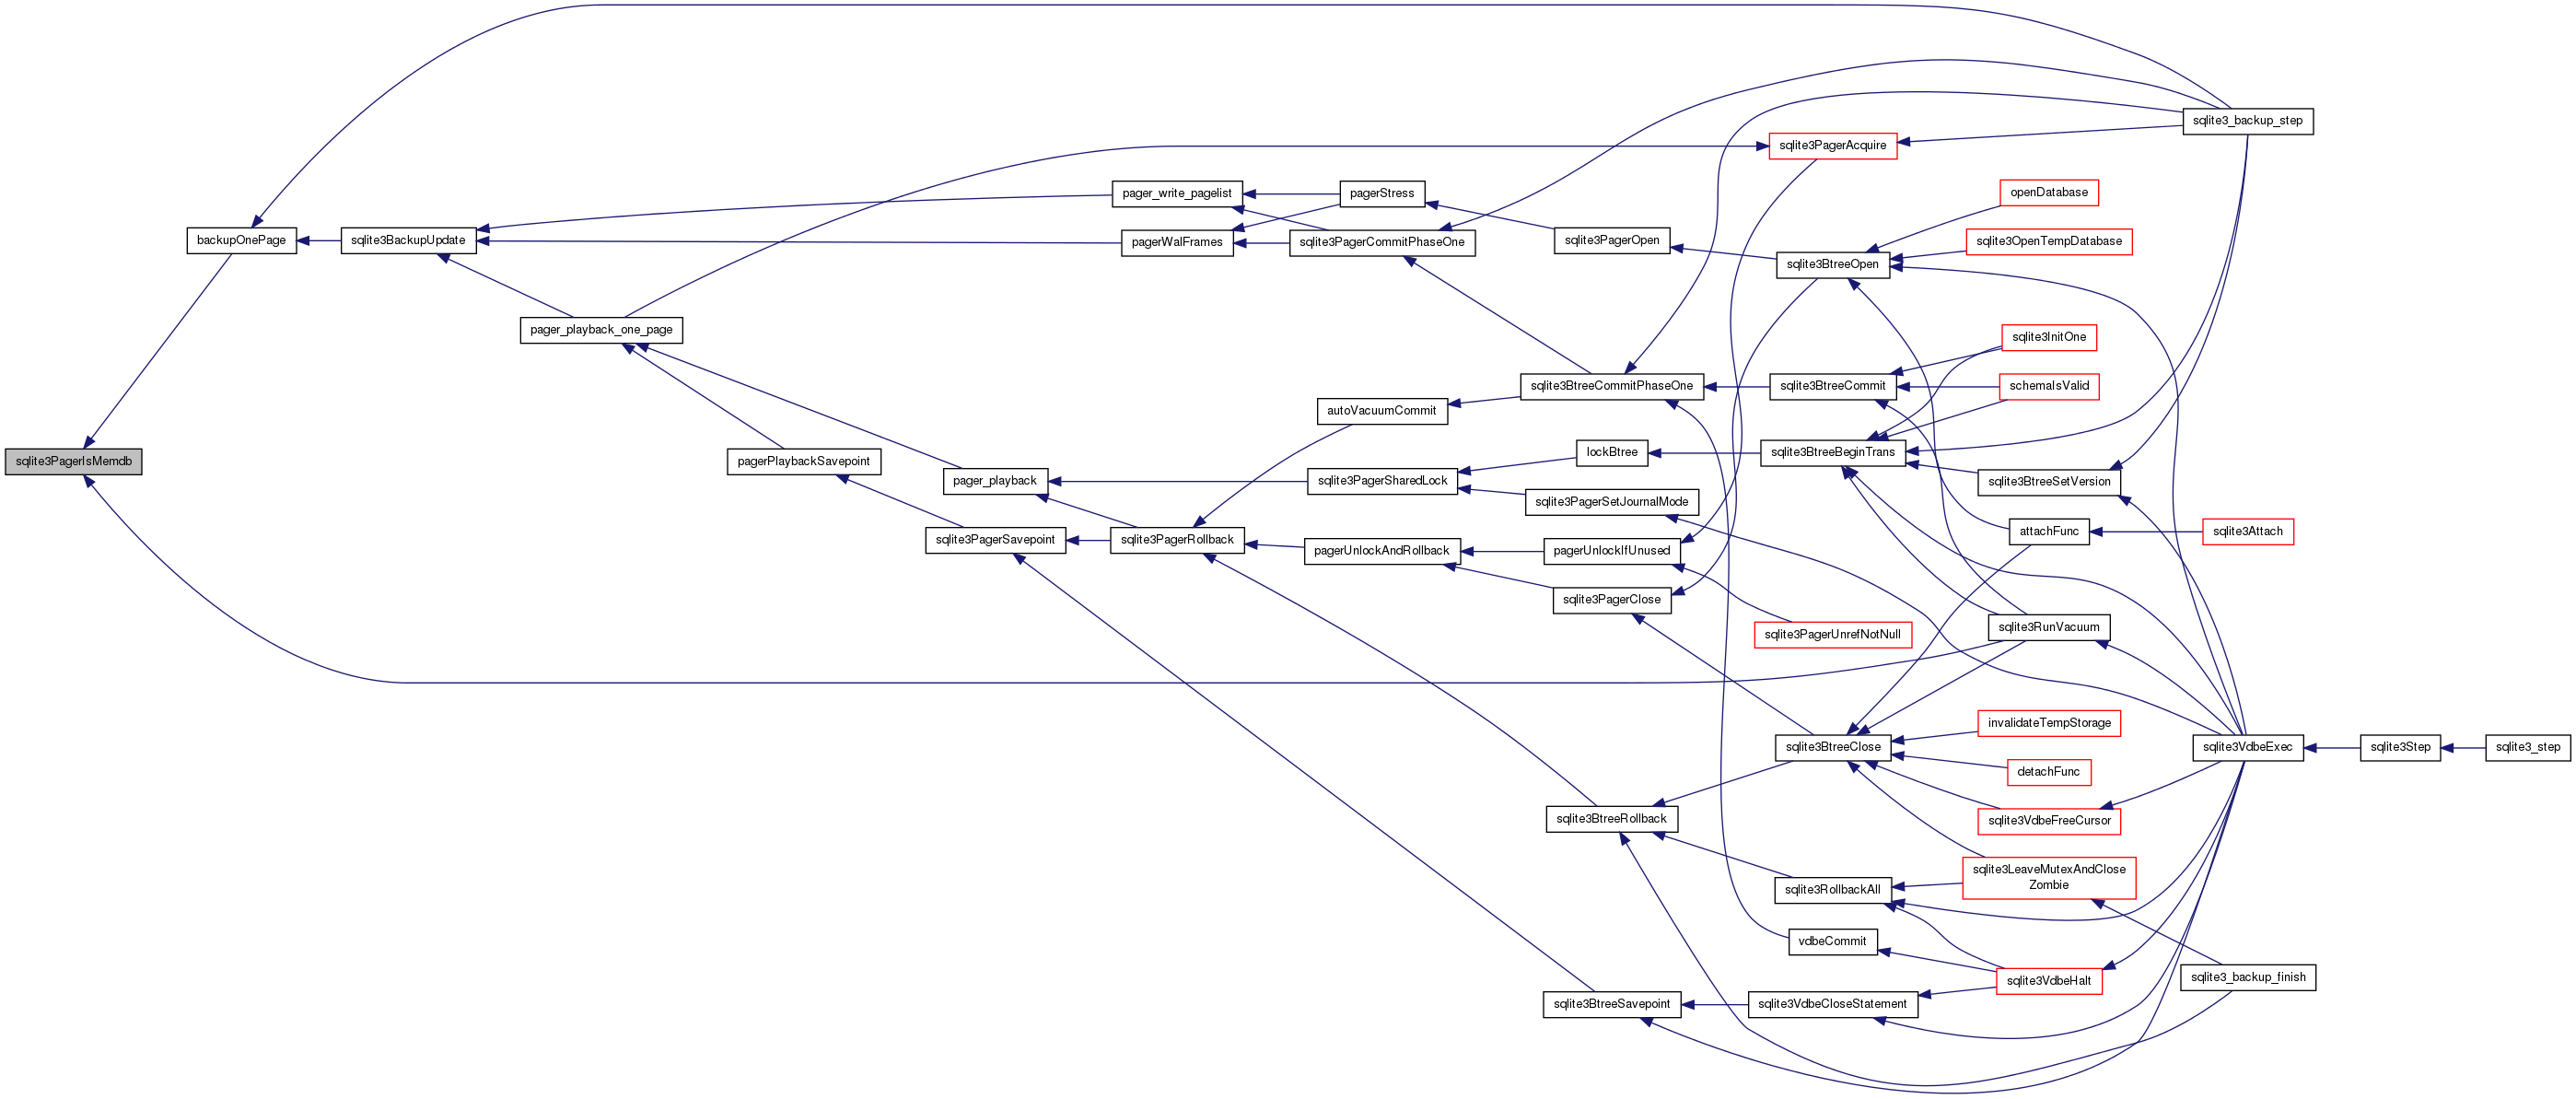 sqlite3PagerIsMemdb
backupOnePage
sqlite3BackupUpdate
pager_playback_one_page
pagerPlaybackSavepoint
pager_playback
sqlite3PagerSavepoint
pager_write_pagelist
pagerWalFrames
sqlite3PagerRollback
pagerStress
sqlite3PagerCommitPhaseOne
autoVacuumCommit
sqlite3PagerSharedLock
pagerUnlockAndRollback
sqlite3PagerOpen
sqlite3BtreeCommitPhaseOne
lockBtree
sqlite3PagerSetJournalMode
pagerUnlockIfUnused
sqlite3PagerClose
sqlite3BtreeRollback
sqlite3BtreeSavepoint
sqlite3PagerAcquire
sqlite3BtreeOpen
sqlite3BtreeCommit
sqlite3BtreeBeginTrans
sqlite3PagerUnrefNotNull
sqlite3BtreeClose
sqlite3RollbackAll
vdbeCommit
sqlite3VdbeCloseStatement
openDatabase
sqlite3OpenTempDatabase
sqlite3InitOne
schemaIsValid
sqlite3BtreeSetVersion
attachFunc
sqlite3RunVacuum
invalidateTempStorage
detachFunc
sqlite3VdbeFreeCursor
sqlite3LeaveMutexAndClose
Zombie
sqlite3VdbeHalt
sqlite3_backup_step
sqlite3Attach
sqlite3VdbeExec
sqlite3_backup_finish
sqlite3Step
sqlite3_step